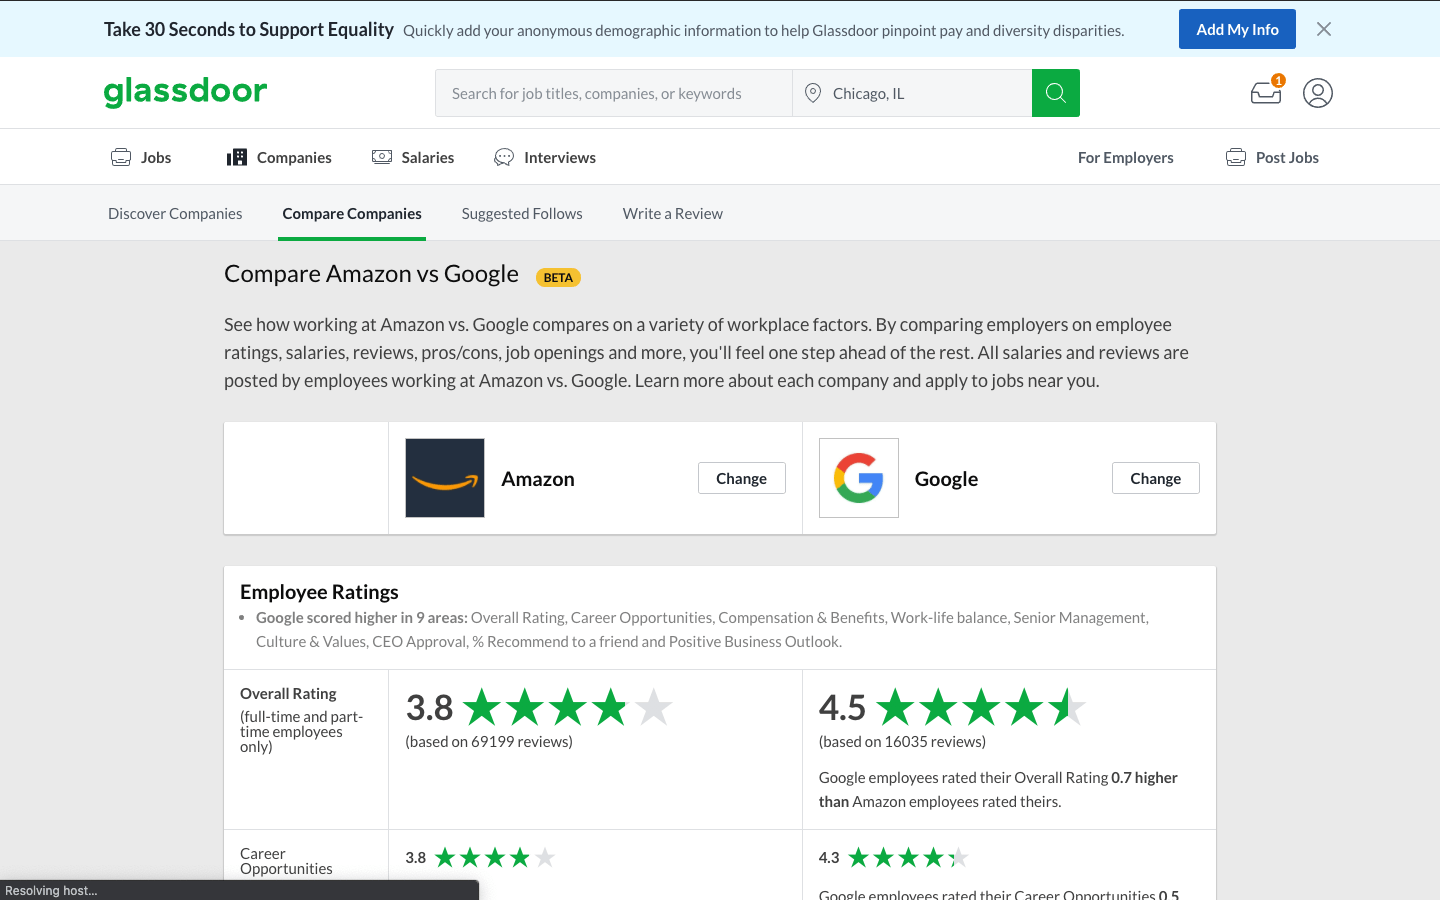 Take 30 Seconds to Support Equality Quickly add your anonymous demographic information to help Glassdoor pinpoint pay and diversity disparities. Add My Info
glassdoor Search for job titles, companies, or keywords Chicago, IL 1
Jobs Companies Salaries Interviews For Employers Post Jobs
Discover Companies Compare Companies Suggested Follows Write a Review
Compare Amazon vs Google BETA
See how working at Amazon vs. Google compares on a variety of workplace factors. By comparing employers on employee
ratings, salaries, reviews, pros/cons, job openings and more, you'll feel one step ahead of the rest. All salaries and reviews are
posted by employees working at Amazon vs. Google. Learn more about each company and apply to jobs near you.
Amazon Change Google Change
Employee Ratings
• Google scored higher in 9 areas: Overall Rating, Career Opportunities, Compensation & Benefits, Work-life balance, Senior Management,
Culture & Values, CEO Approval, % Recommend to a friend and Positive Business Outlook.
Overall Rating
(full-time and part-
time employees
only)
3.8
(based on 69199 reviews)
4.5
(based on 16035 reviews)
Google employees rated their Overall Rating 0.7 higher
than Amazon employees rated theirs.
Career
Opportunities
3.8
4.3
Google employees rated their Career Opportunities 0.5
Resolving host...